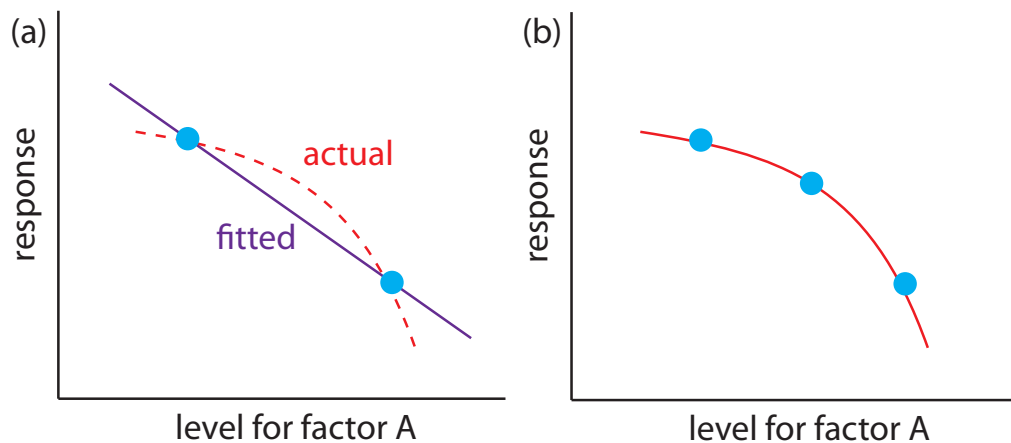 (a)
response
actual
fitted
level for factor A
(b)
response
level for factor A